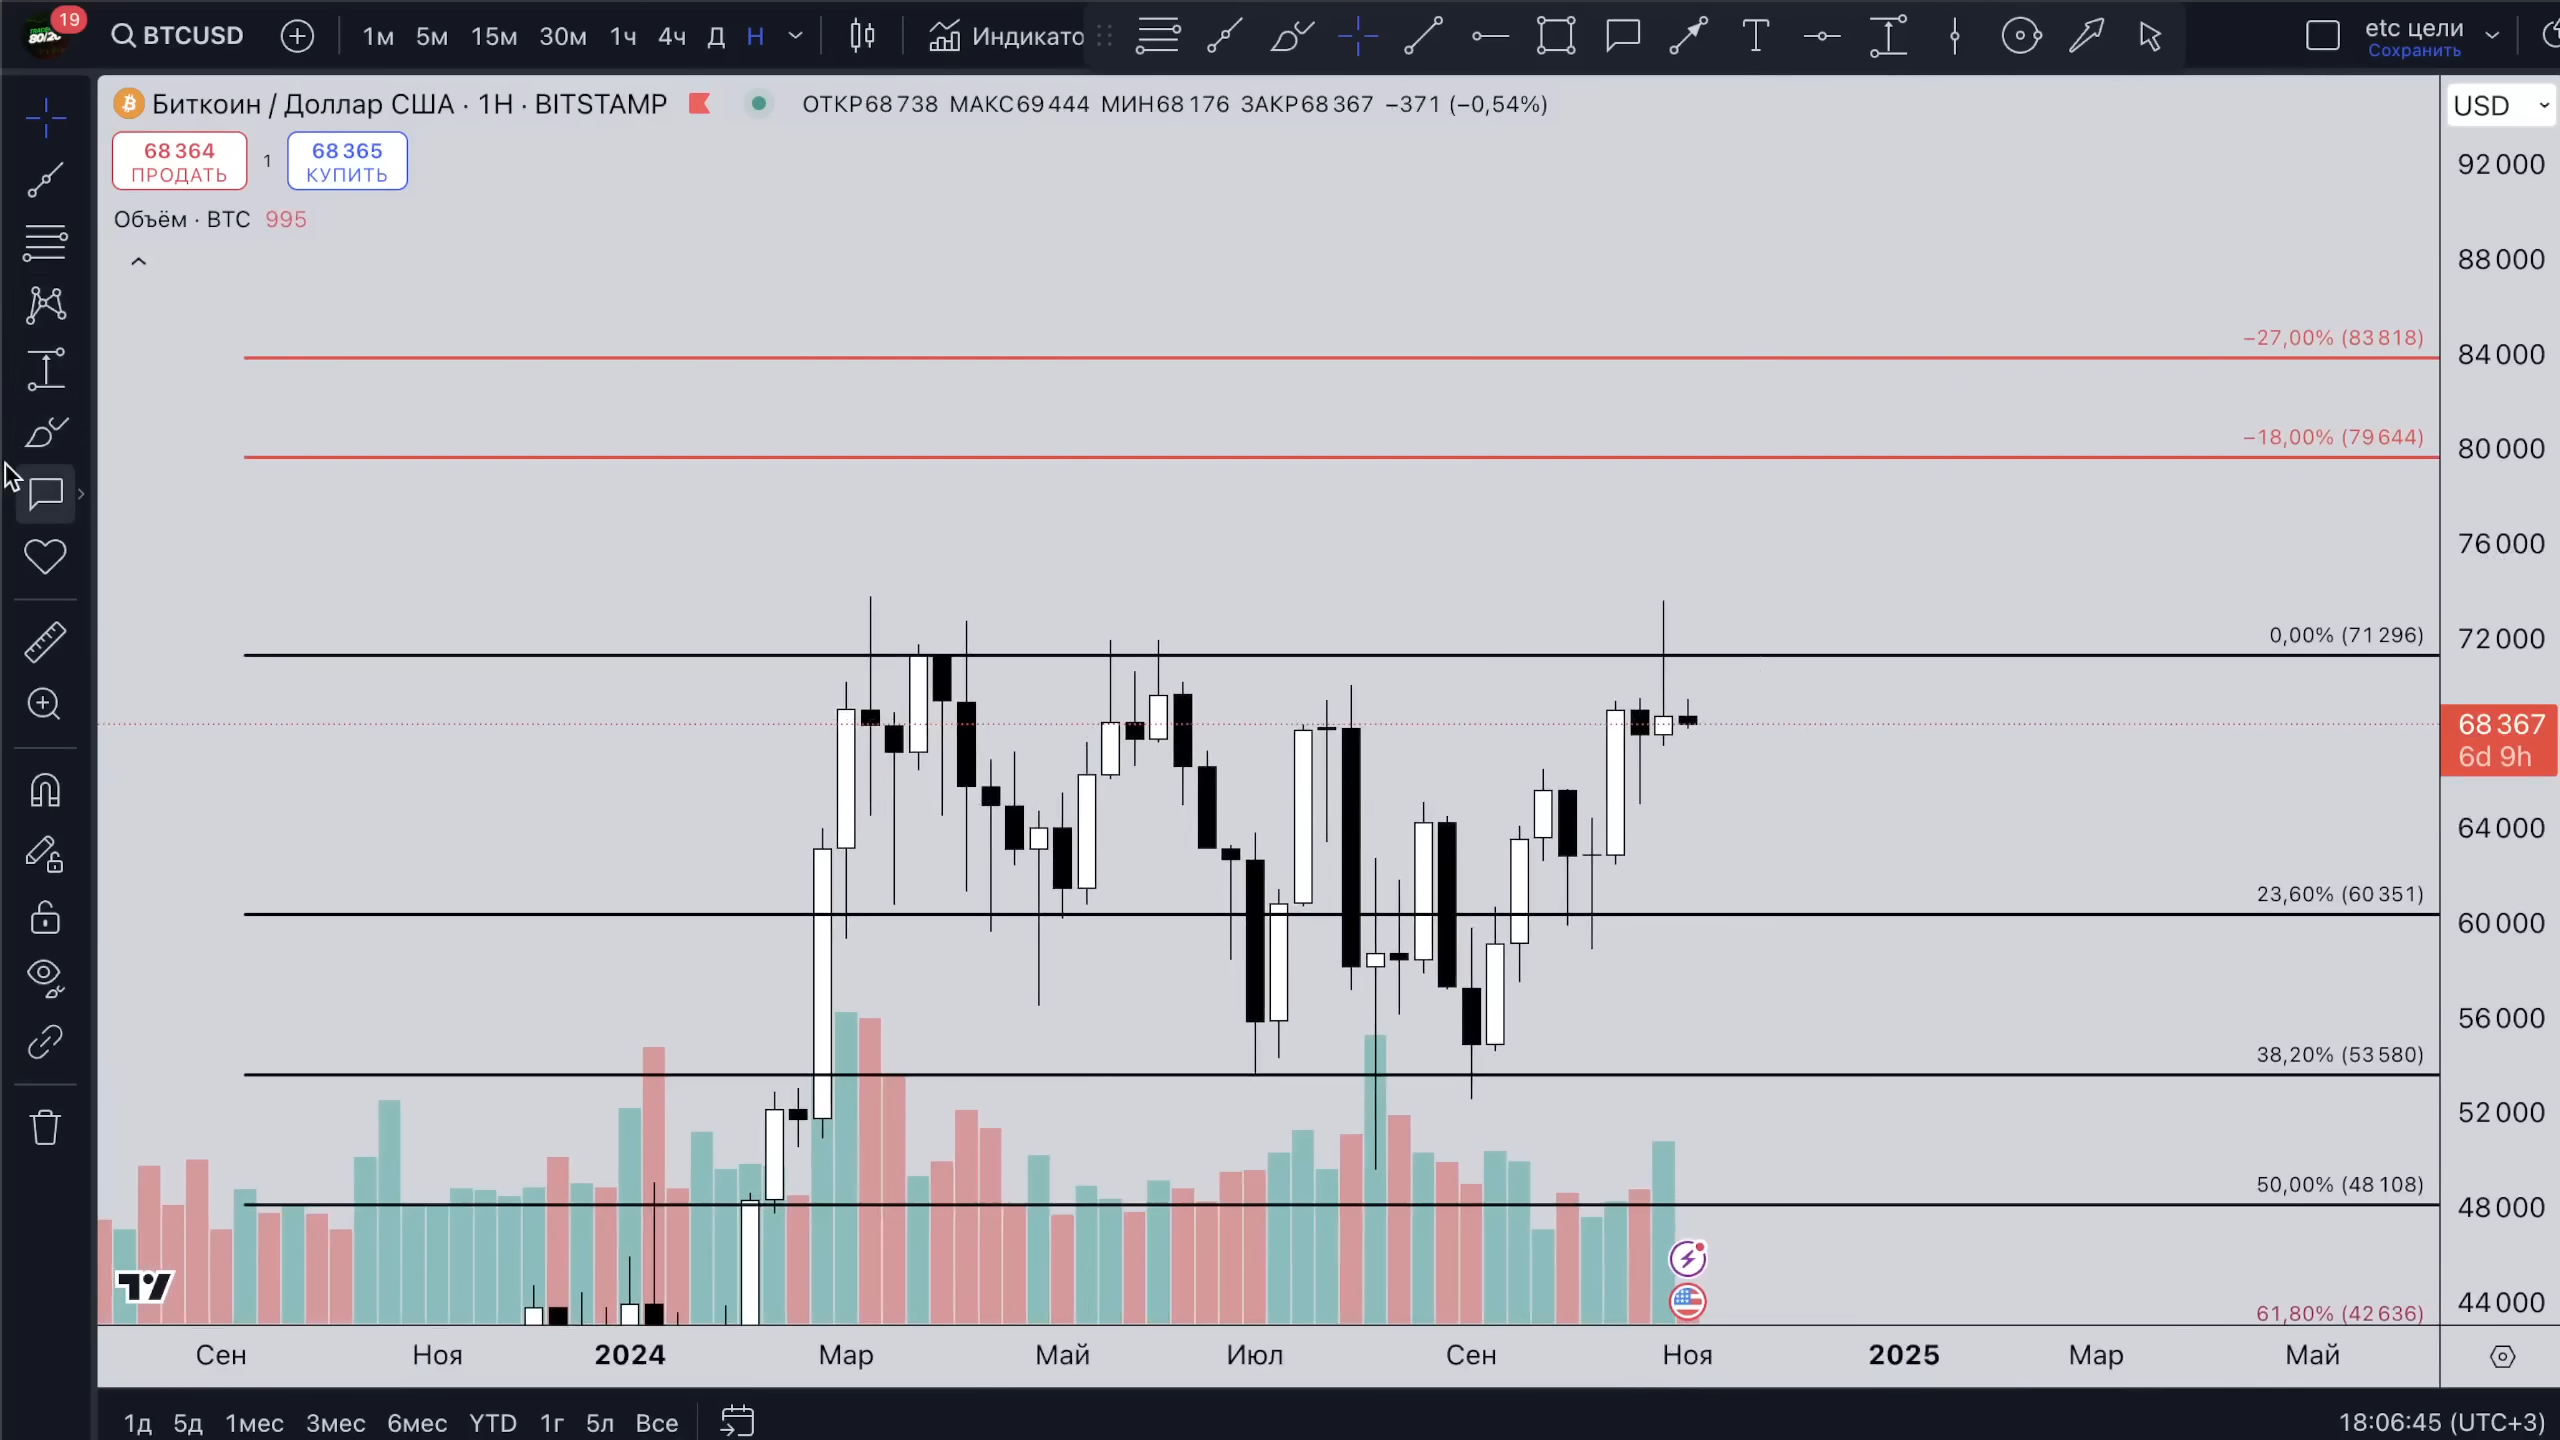 19
BTCUSD 1м 5м 15м 30м 1ч 4ч Д Н Индикато etc цели
Сохранить
Биткоин / Доллар США · 1Н · BITSTAMP ОТКР68 738 МАКС69 444 МИН68 176 ЗАКР68 367 −371 (−0,54%)
USD
68 364 1 68 365
ПРОДАТЬ КУПИТЬ
Объём · BTC 995
92 000
88 000
−27,00% (83 818)
84 000
−18,00% (79 644)
80 000
76 000
0,00% (71 296)
72 000
68 367
6d 9h
64 000
23,60% (60 351)
60 000
56 000
38,20% (53 580)
52 000
50,00% (48 108)
48 000
44 000
61,80% (42 636)
Сен Ноя 2024 Мар Май Июл Сен Ноя 2025 Мар Май
1д 5д 1мес 3мес 6мес YTD 1г 5л Все 18:06:45 (UTC+3)